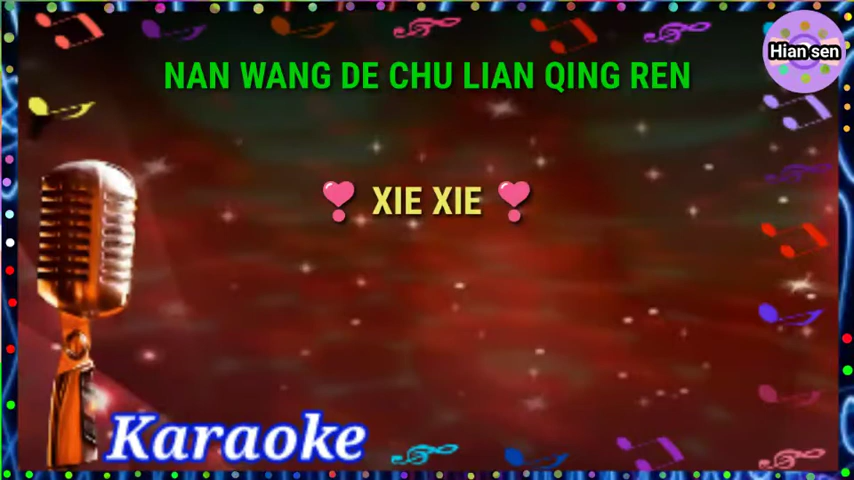 Hian sen
NAN WANG DE CHU LIAN QING REN
XIE XIE
Karaoke